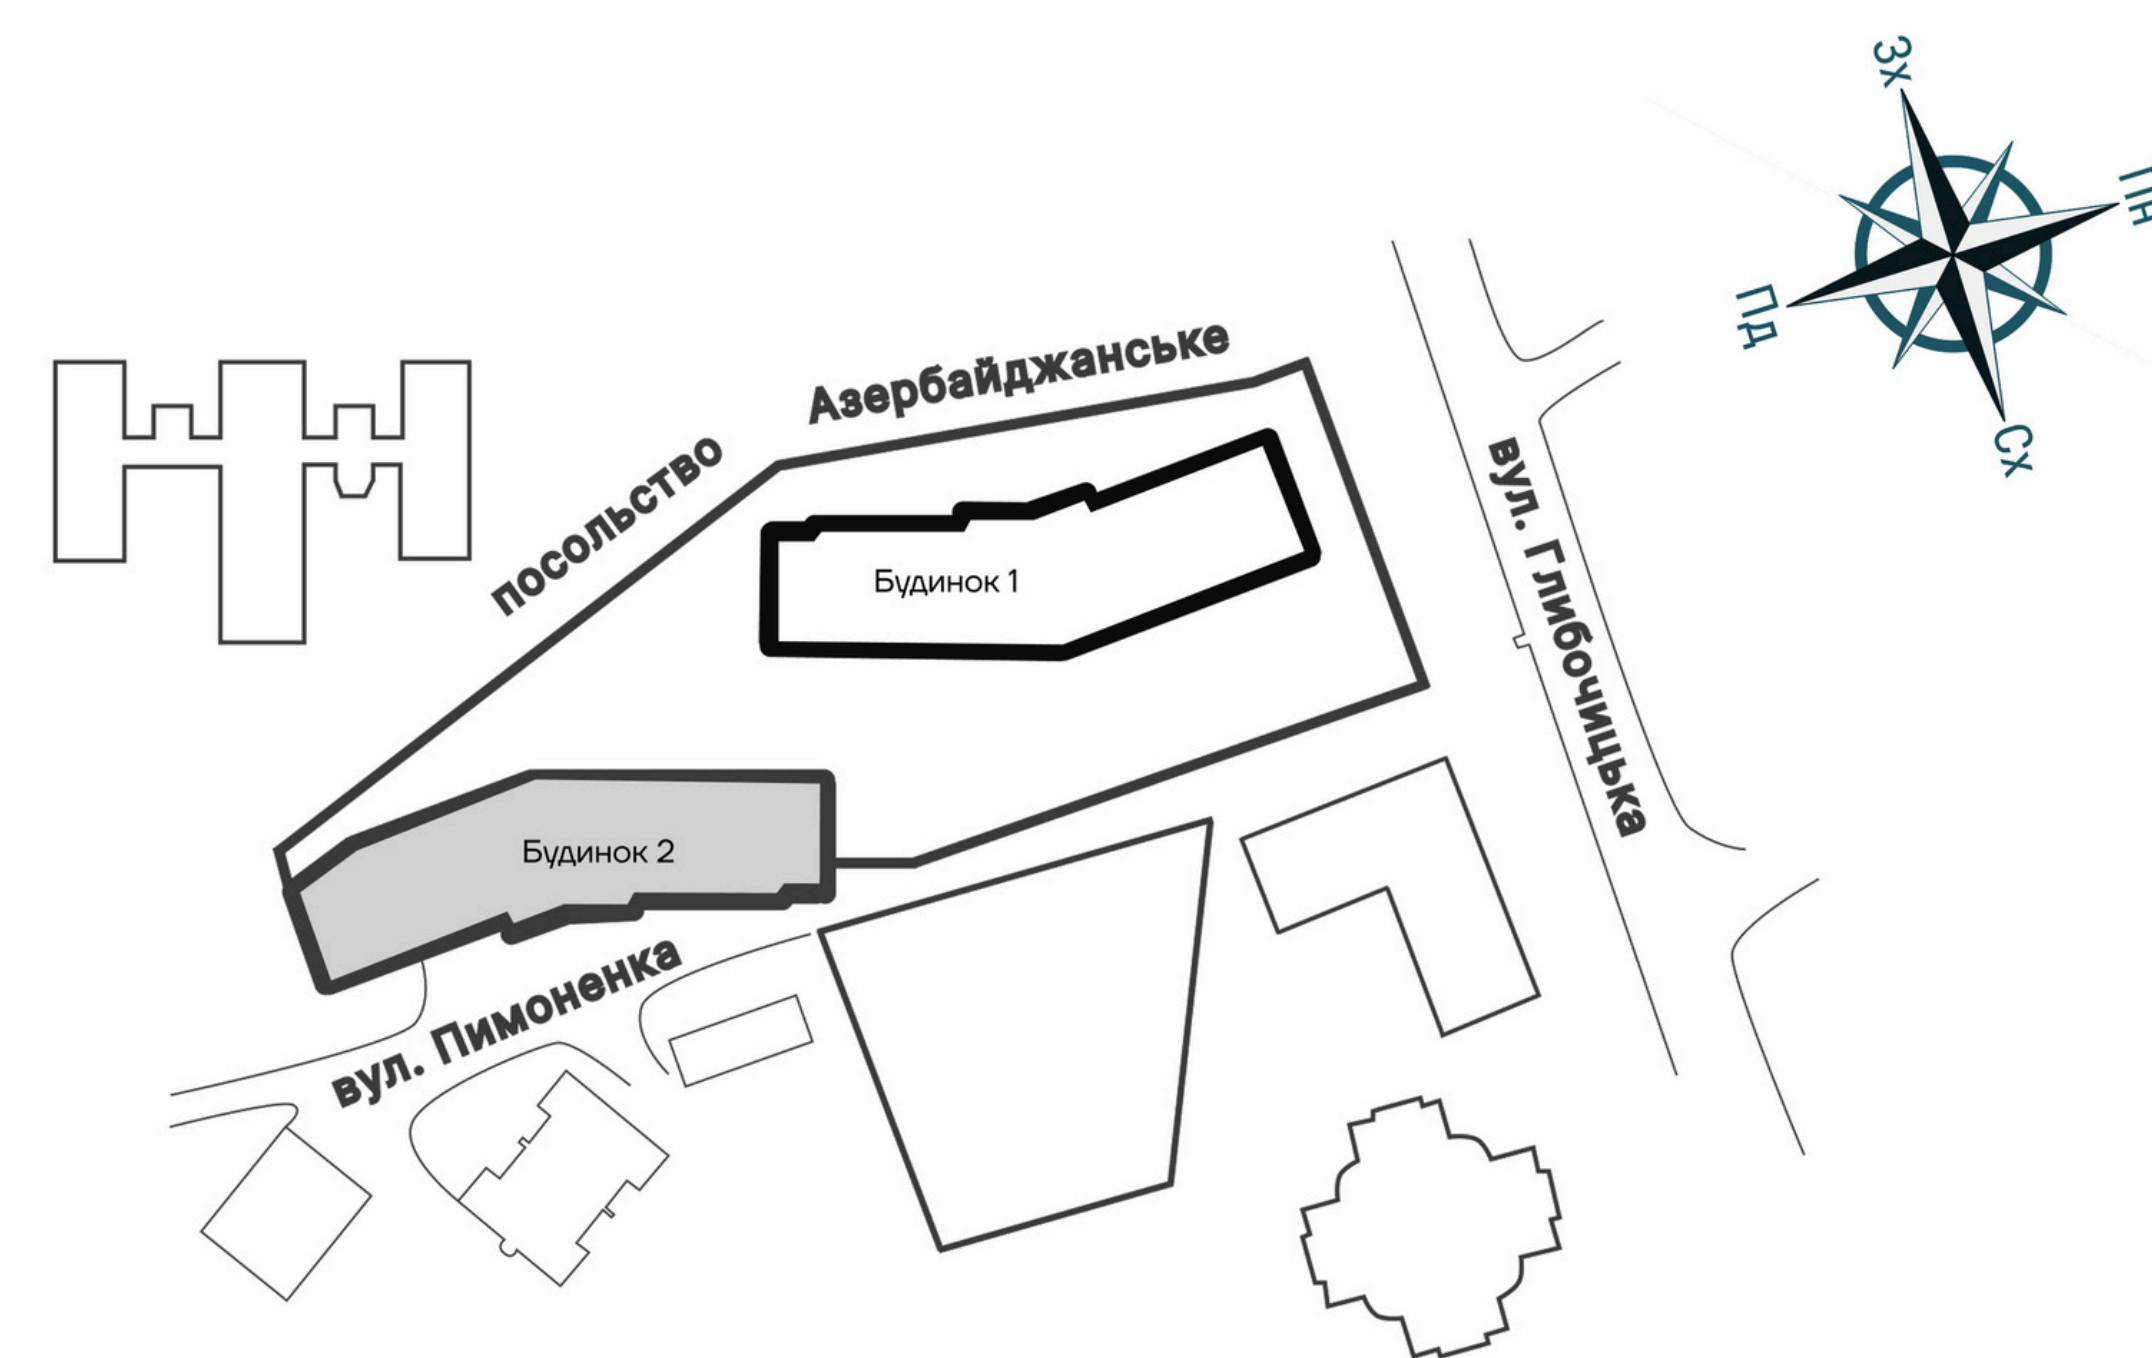 Зх
Пн
Пд
Сх
посольство Азербайджанське
вул. Глибочицька
Будинок 1
Будинок 2
вул. Пимоненка